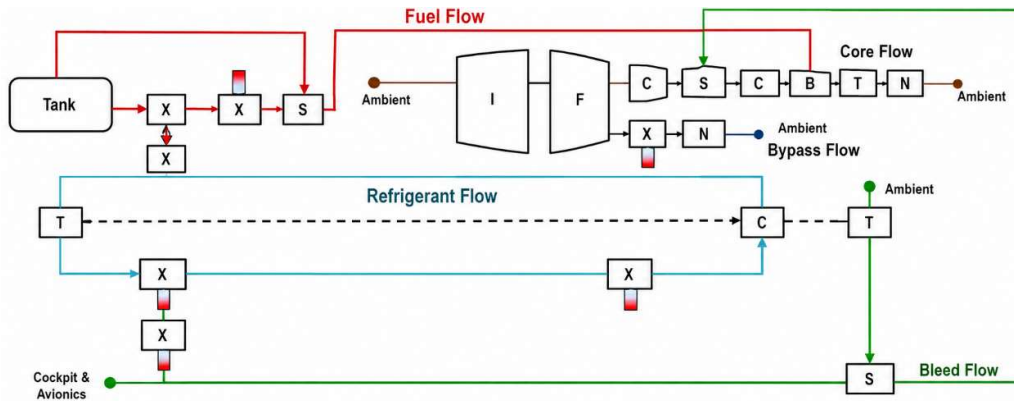 Fuel Flow
Core Flow
Tank
X
X
S
Ambient
I
F
C
S
C
B
T
N
Ambient
X
X
N
Ambient
Bypass Flow
Refrigerant Flow
Ambient
T
C
T
X
X
X
Cockpit &
Avionics
S
Bleed Flow